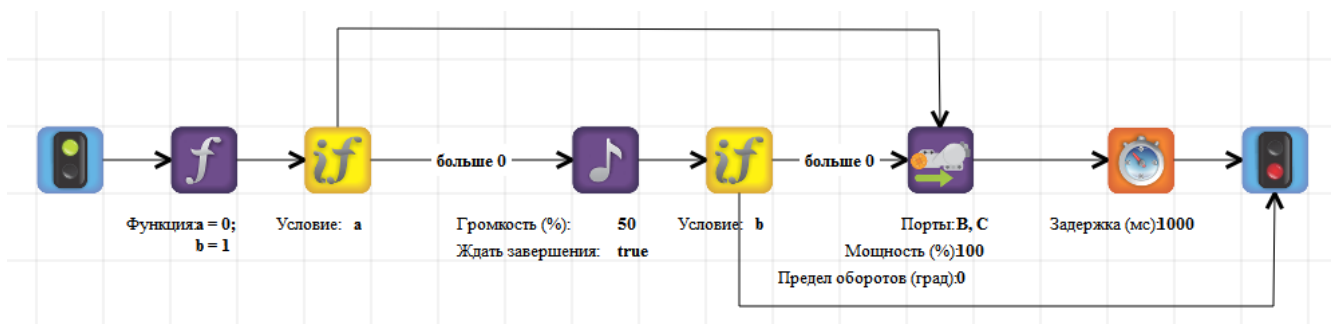 больше 0
больше 0
Функция:a = 0;
b = 1
Условие: a
Громкость (%): 50
Ждать завершения: true
Условие: b
Порты:B, C
Мощность (%):100
Предел оборотов (град):0
Задержка (мс):1000